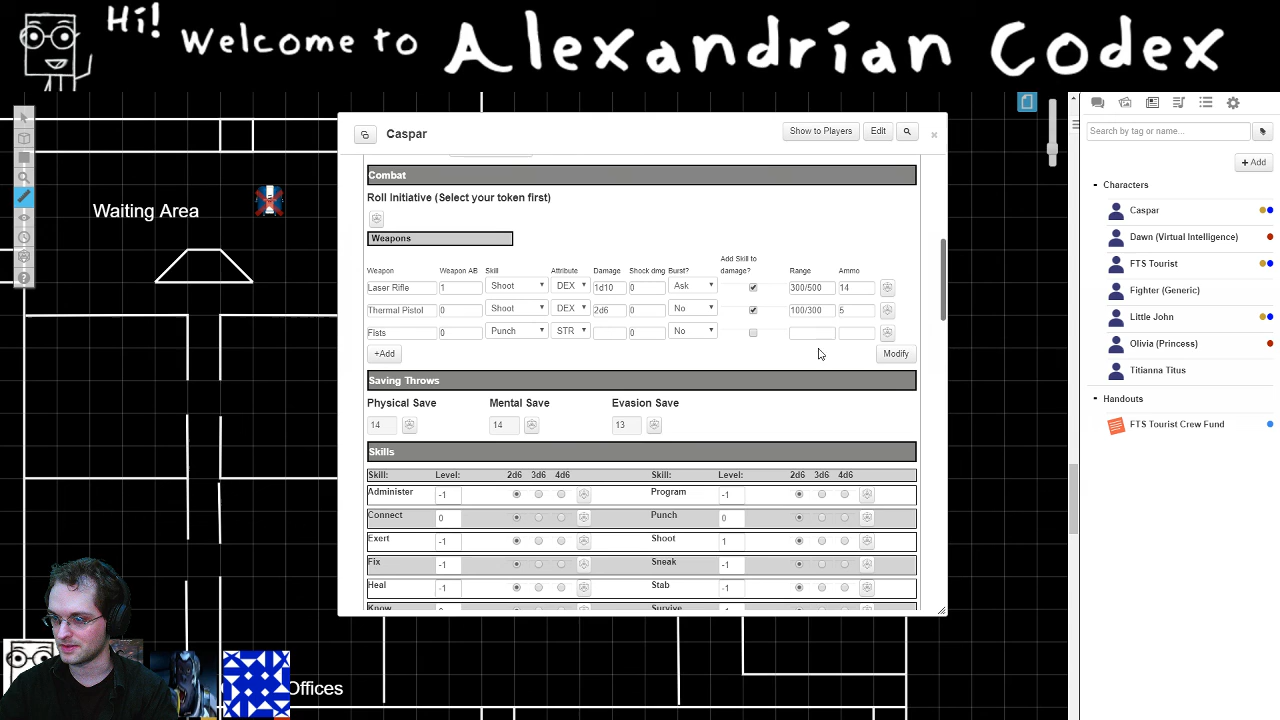 Hi! Welcome to Alexandrian Codex
Caspar
Show to Players
Edit
Search by tag or name...
+ Add
Combat
Characters
Waiting Area
Roll Initiative (Select your token first)
Caspar
Weapons
Dawn (Virtual Intelligence)
FTS Tourist
Weapon Weapon AB Skill Attribute Damage Shock dmg Burst? Add Skill to damage? Range Ammo
Laser Rifle 1 Shoot DEX 1d10 0 Ask 300/500 14
Fighter (Generic)
Thermal Pistol 0 Shoot DEX 2d6 0 No 100/300 5
Little John
Fists 0 Punch STR 0 No
Olivia (Princess)
+Add Modify
Titianna Titus
Saving Throws
Handouts
Physical Save Mental Save Evasion Save
14 14 13
FTS Tourist Crew Fund
Skills
Skill: Level: 2d6 3d6 4d6 Skill: Level: 2d6 3d6 4d6
Administer -1 Program -1
Connect 0 Punch 0
Exert -1 Shoot 1
Fix -1 Sneak -1
Heal -1 Stab -1
Know Survive
Offices